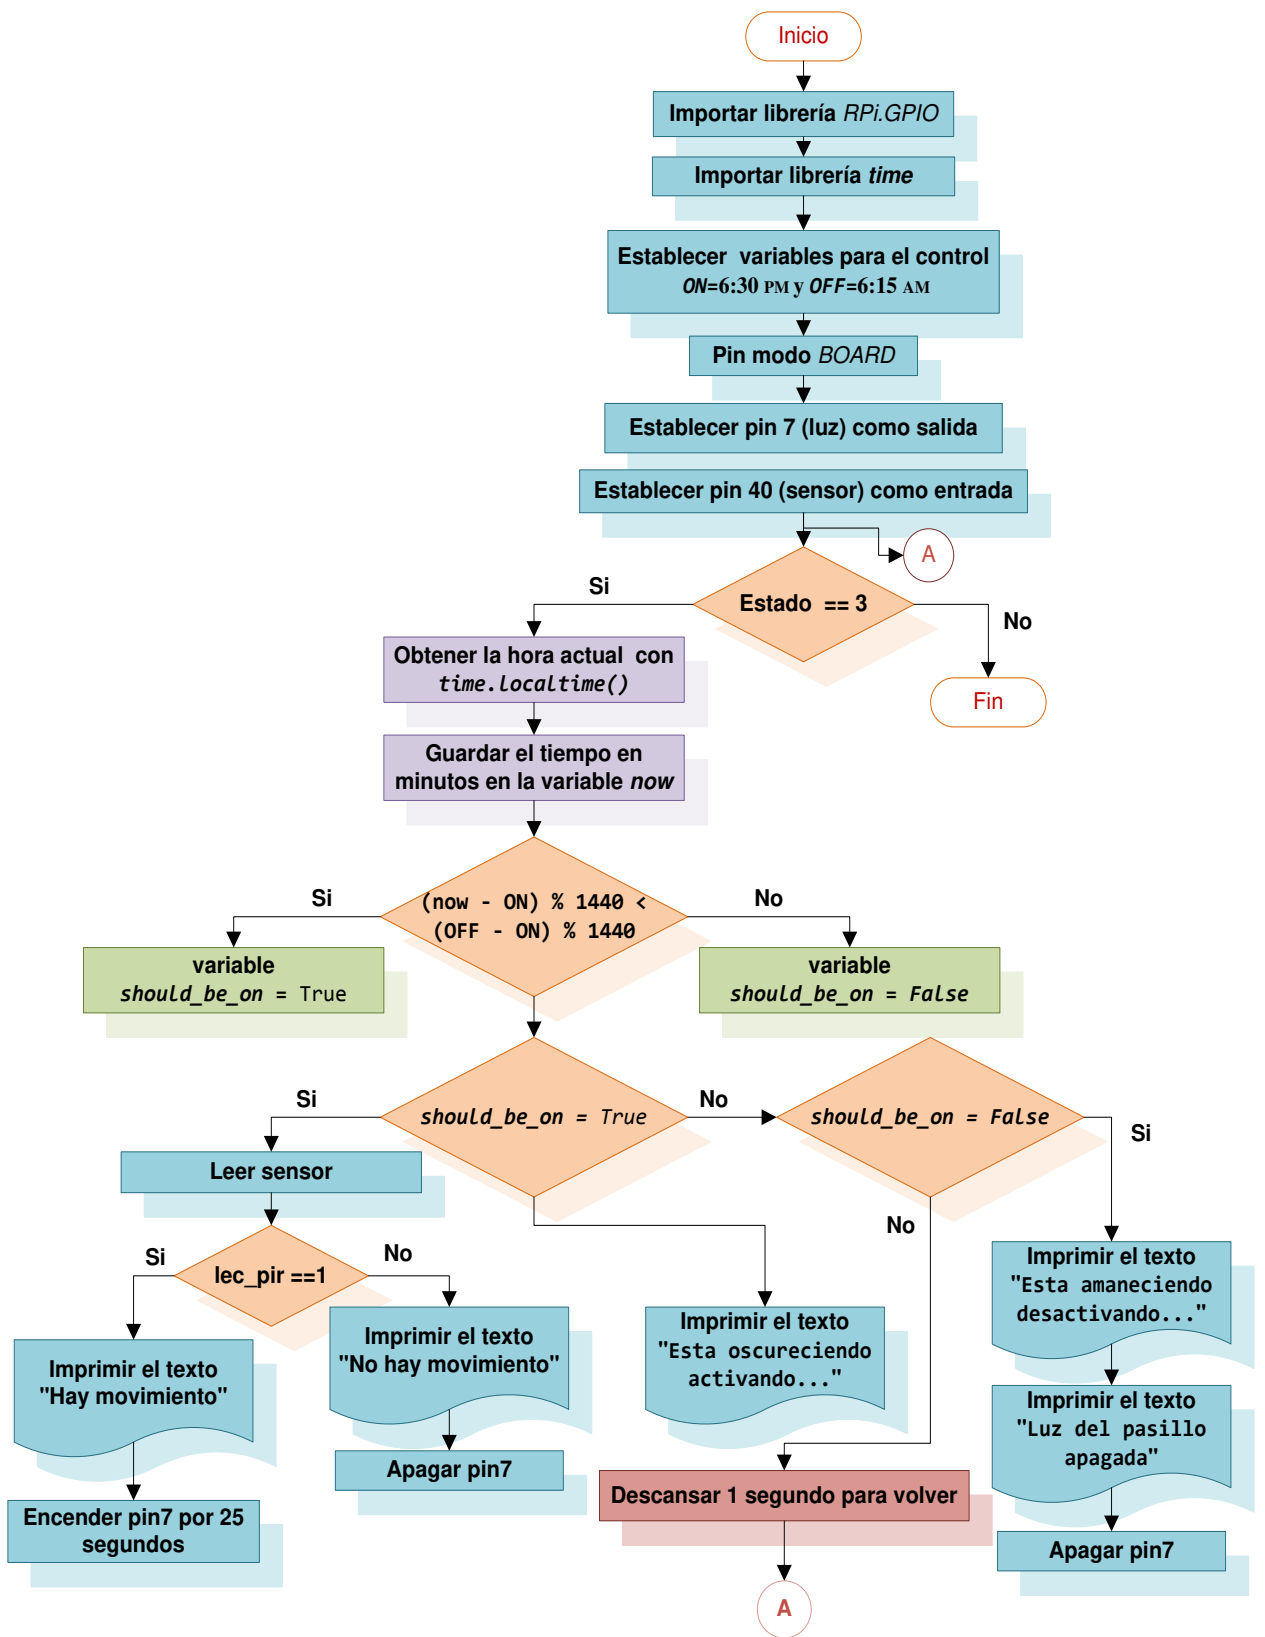 Inicio
Importar librería RPi.GPIO
Importar librería time
Establecer variables para el control
ON=6:30 PM y OFF=6:15 AM
Pin modo BOARD
Establecer pin 7 (luz) como salida
Establecer pin 40 (sensor) como entrada
A
Estado == 3
Si
No
Fin
Obtener la hora actual con
time.localtime()
Guardar el tiempo en
minutos en la variable now
(now - ON) % 1440 <
(OFF - ON) % 1440
Si
No
variable
should_be_on = True
variable
should_be_on = False
should_be_on = True
Si
No
should_be_on = False
Si
No
Leer sensor
lec_pir ==1
Si
No
Imprimir el texto
"Hay movimiento"
Encender pin7 por 25
segundos
Imprimir el texto
"No hay movimiento"
Apagar pin7
Imprimir el texto
"Esta oscureciendo
activando..."
Imprimir el texto
"Esta amaneciendo
desactivando..."
Imprimir el texto
"Luz del pasillo
apagada"
Apagar pin7
Descansar 1 segundo para volver
A